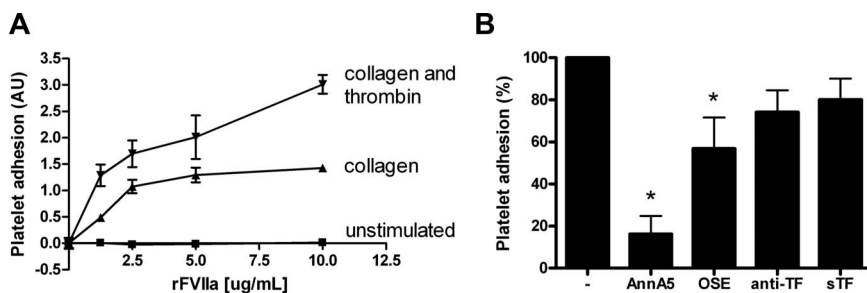 A
Platelet adhesion (AU)
3.5
3.0
2.5
2.0
1.5
1.0
0.5
0.0
-0.5
2.5
5.0
7.5
10.0
12.5
rFVIIa [ug/mL]
collagen and
thrombin
collagen
unstimulated
B
Platelet adhesion (%)
100
80
60
40
20
0
*
*
-
AnnA5
OSE
anti-TF
sTF